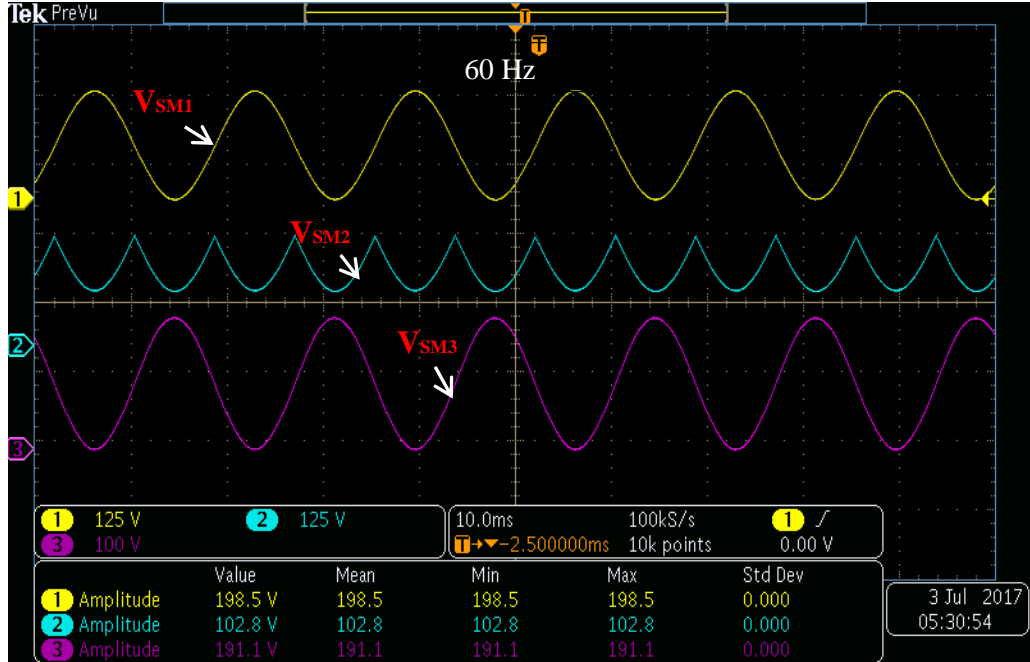 Tek PreVu
T
T
60 Hz
VSM1
1
VSM2
2
VSM3
3
1 125 V 2 125 V
3 100 V
10.0ms 100kS/s 1
T→▼−2.500000ms 10k points 0.00 V
Value Mean Min Max Std Dev
1 Amplitude 198.5 V 198.5 198.5 198.5 0.000
2 Amplitude 102.8 V 102.8 102.8 102.8 0.000
3 Amplitude 191.1 V 191.1 191.1 191.1 0.000
3 Jul 2017
05:30:54